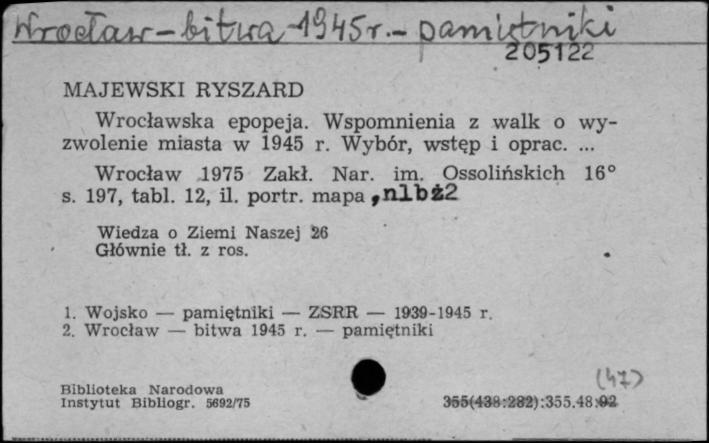 Wrocław – bitwa – 1945 r. – pamiętniki
205122
MAJEWSKI RYSZARD
Wrocławska epopeja. Wspomnienia z walk o wy-
zwolenie miasta w 1945 r. Wybór, wstęp i oprac. ...
Wrocław 1975 Zakł. Nar. im. Ossolińskich 16°
s. 197, tabl. 12, il. portr. mapa ,nlbż2
Wiedza o Ziemi Naszej 26
Głównie tł. z ros.
1. Wojsko — pamiętniki — ZSRR — 1939-1945 r.
2. Wrocław — bitwa 1945 r. — pamiętniki
(47)
Biblioteka Narodowa
Instytut Bibliogr. 5692/75
355(438:282):355.48:92